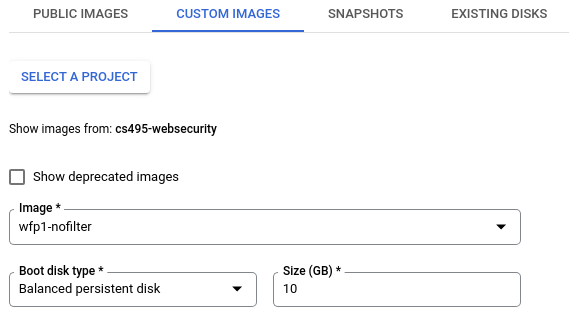 PUBLIC IMAGES CUSTOM IMAGES SNAPSHOTS EXISTING DISKS
SELECT A PROJECT
Show images from: cs495-websecurity
Show deprecated images
Image *
wfp1-nofilter
Boot disk type * Size (GB) *
Balanced persistent disk 10